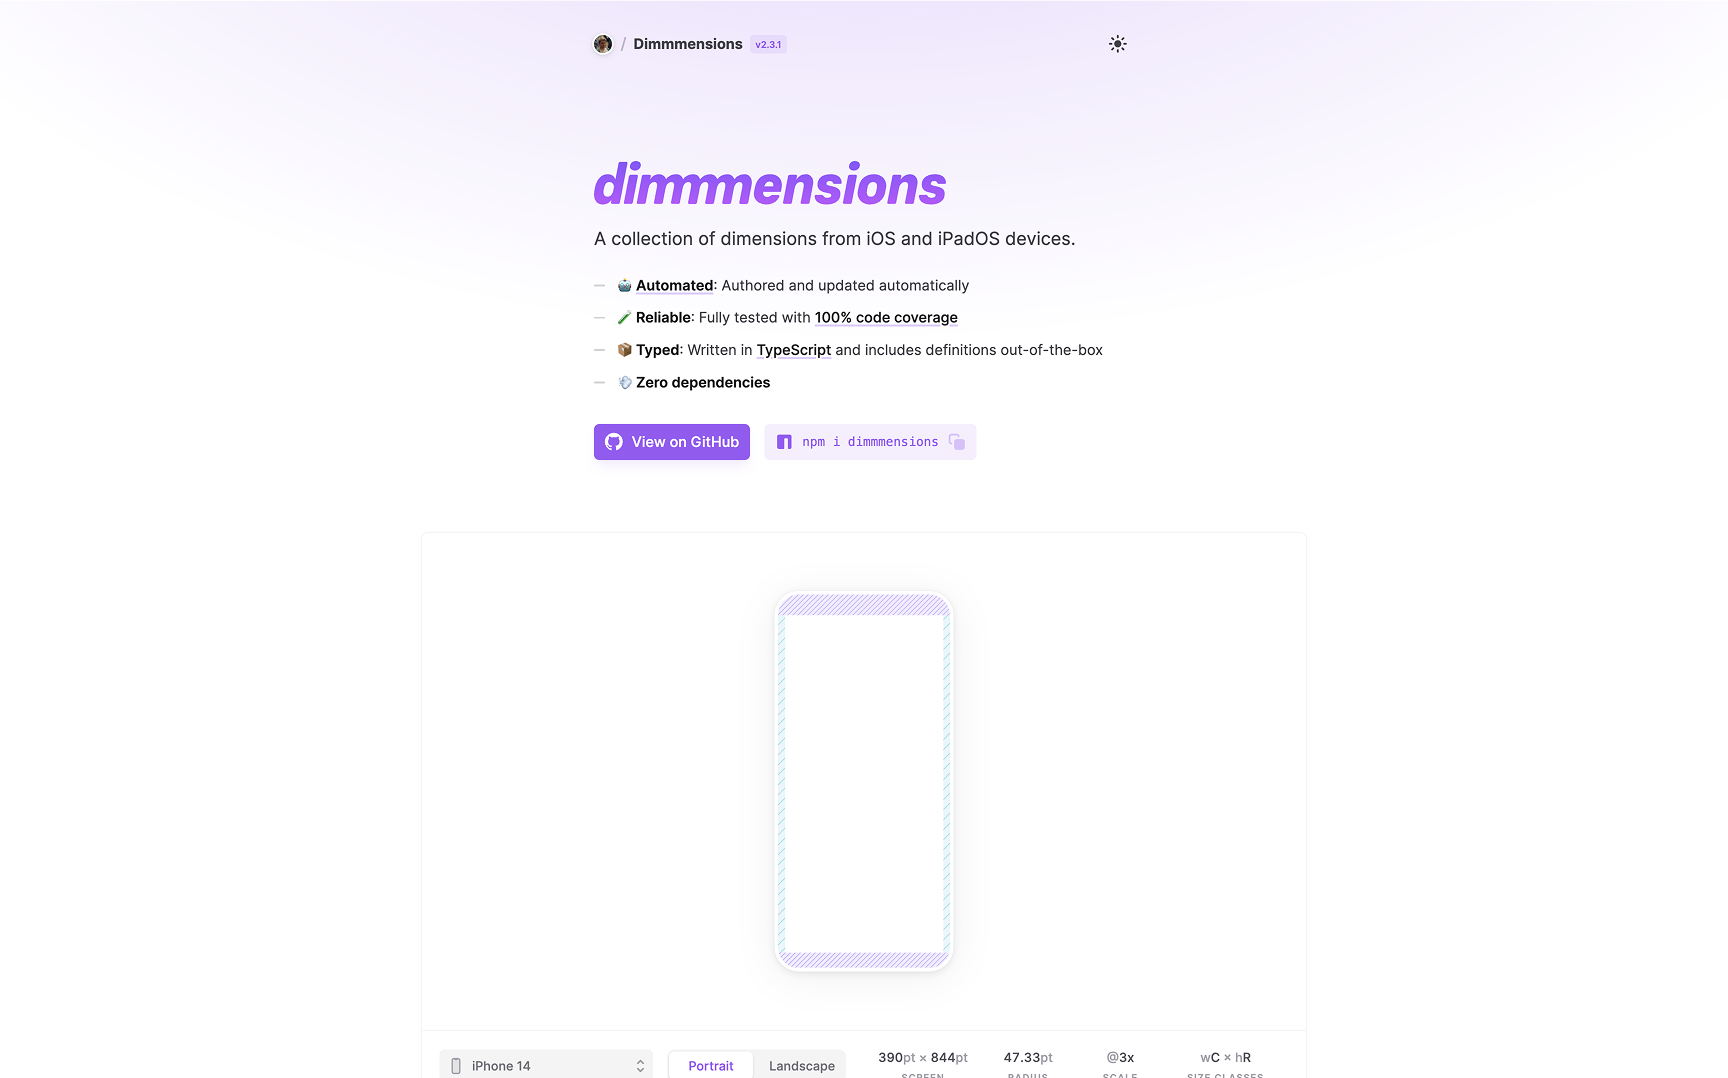 / Dimmmensions v2.3.1
dimmmensions
A collection of dimensions from iOS and iPadOS devices.
Automated: Authored and updated automatically
Reliable: Fully tested with 100% code coverage
Typed: Written in TypeScript and includes definitions out-of-the-box
Zero dependencies
View on GitHub
npm i dimmmensions
iPhone 14
Portrait
Landscape
390pt × 844pt
SCREEN
47.33pt
RADIUS
@3x
SCALE
wC × hR
SIZE CLASSES